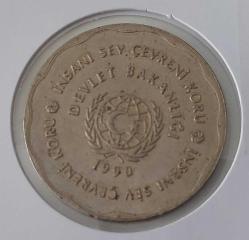 İNSANI SEV, ÇEVRENİ KORU
İNSANI SEV ÇEVRENİ KORU
DEVLET BAKANLIĞI
1990